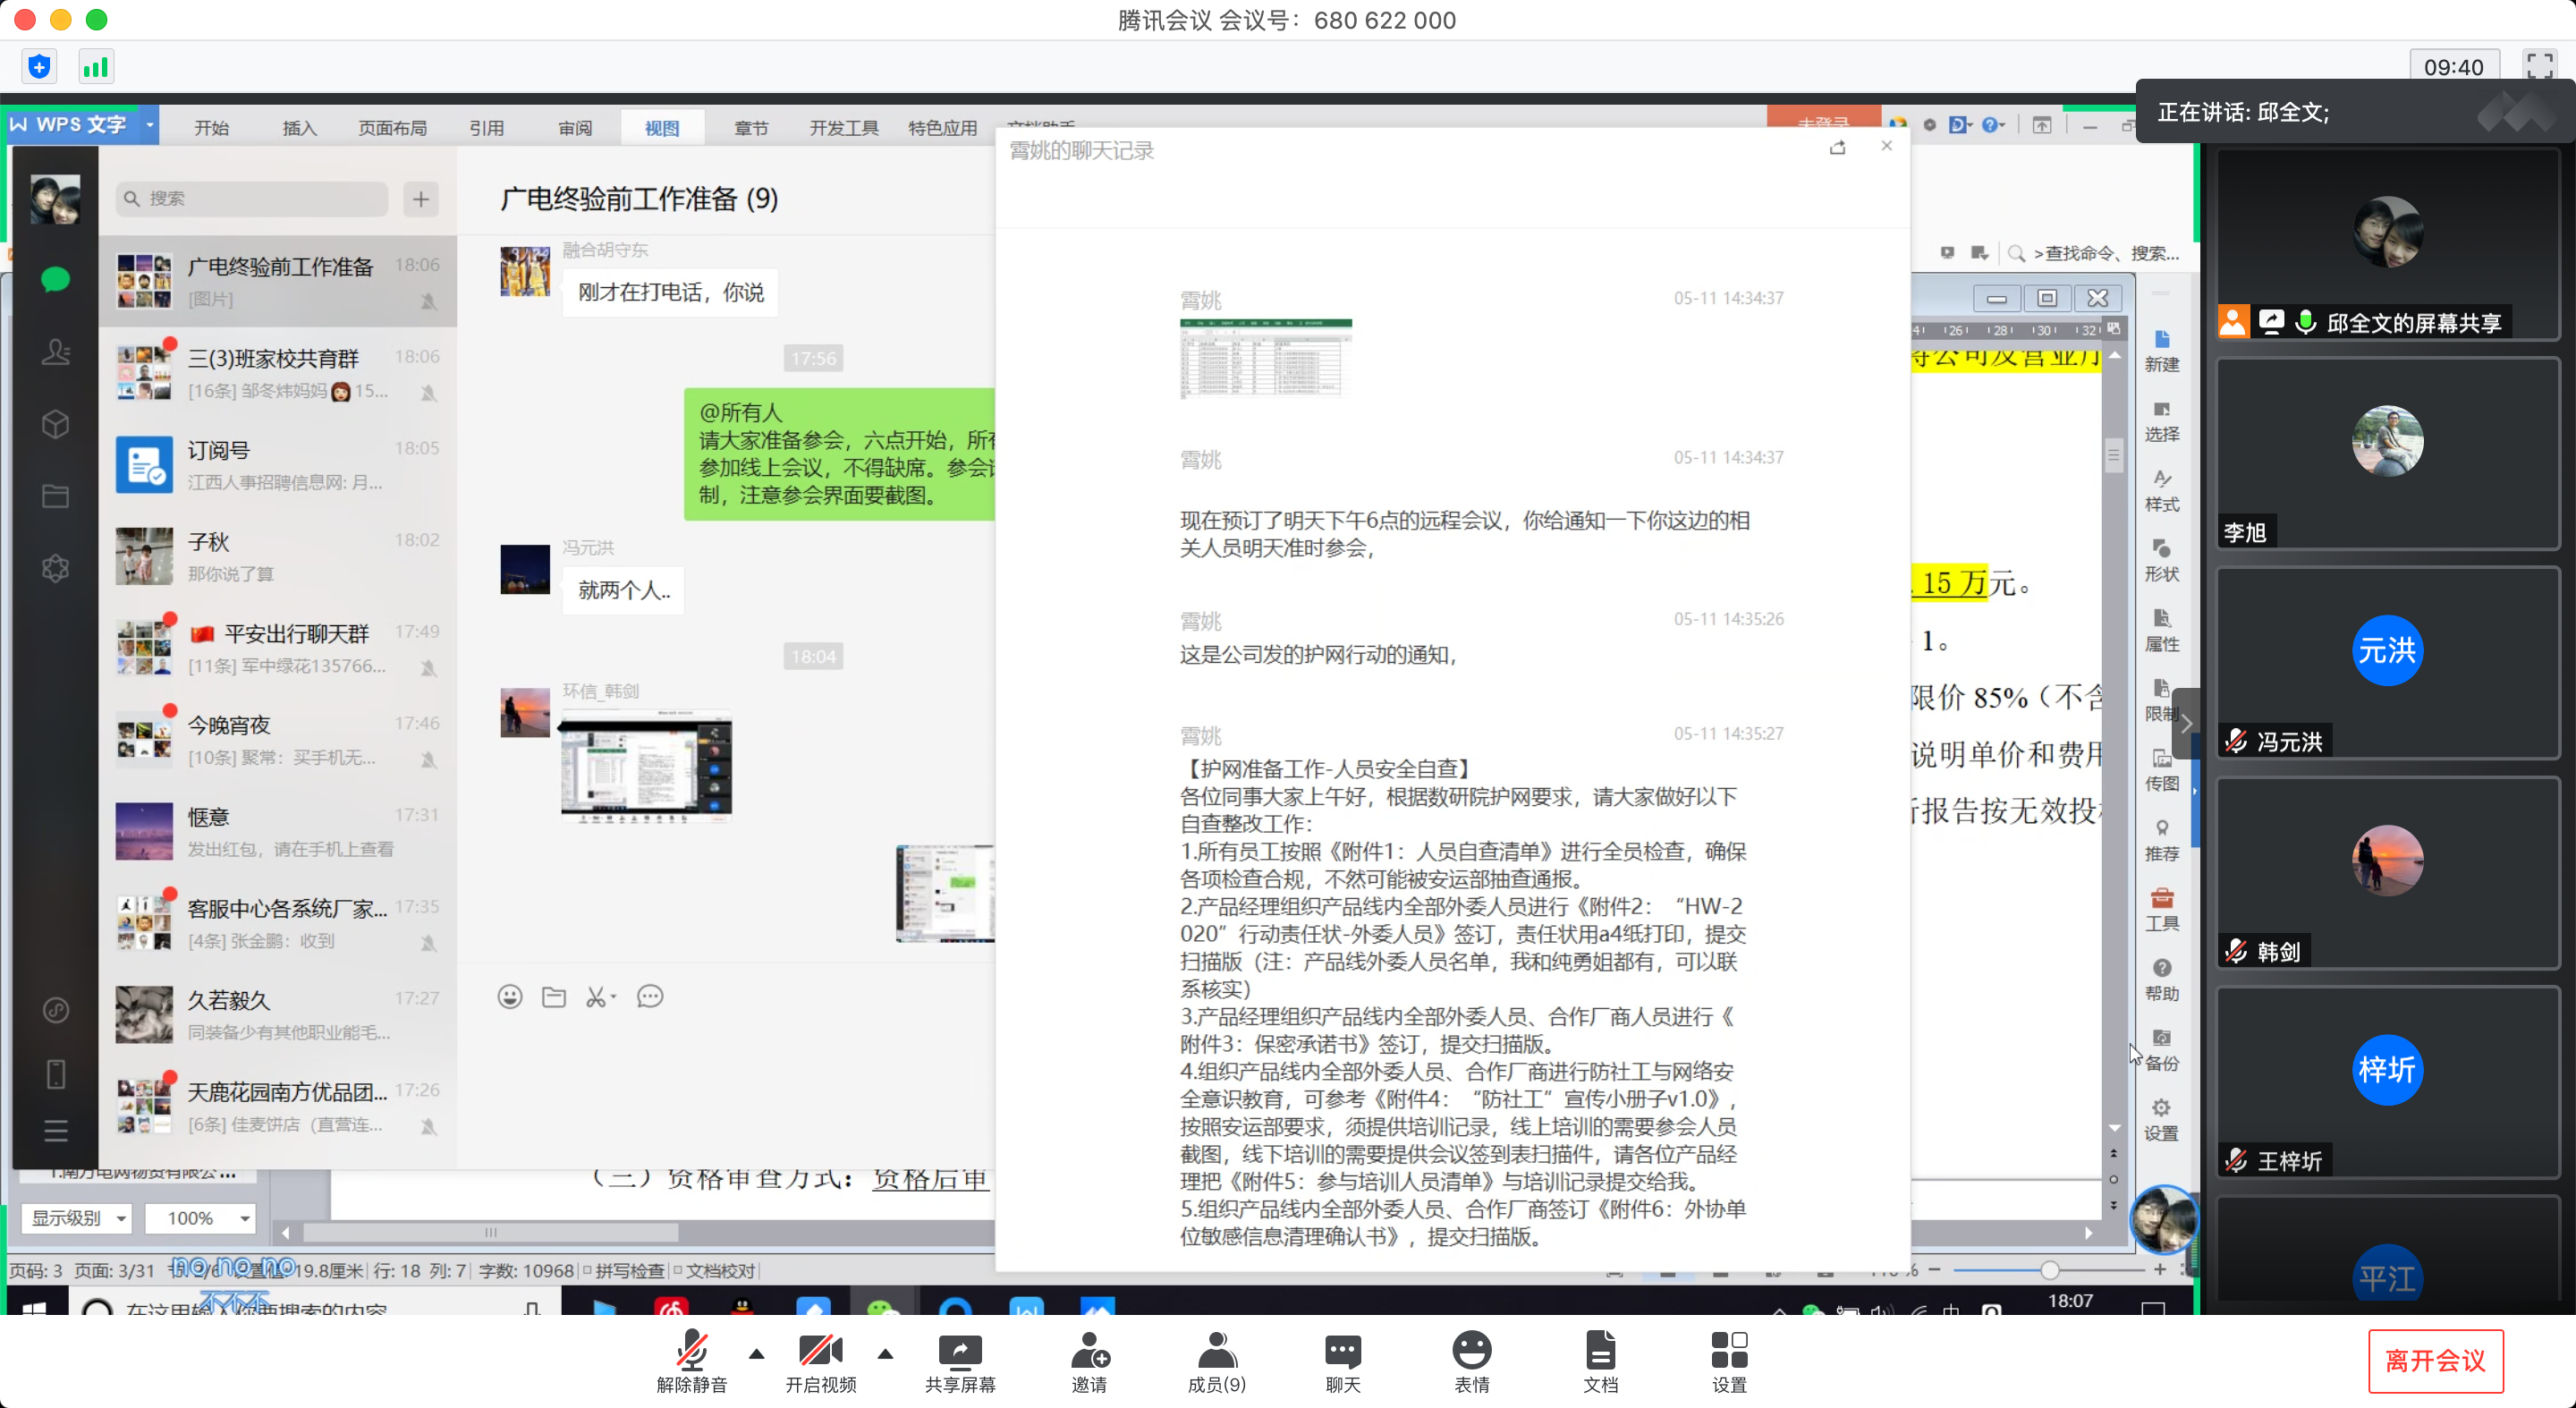 腾讯会议 会议号：680 622 000
09:40
正在讲话: 邱全文;
WPS 文字
开始
插入
页面布局
引用
审阅
视图
章节
开发工具
特色应用
文档助手
未登录
>查找命令、搜索...
搜索
广电终验前工作准备
18:06
[图片]
三(3)班家校共育群
18:06
[16条] 邹冬炜妈妈 15...
订阅号
18:05
江西人事招聘信息网: 月...
子秋
18:02
那你说了算
平安出行聊天群
17:49
[11条] 军中绿花135766...
今晚宵夜
17:46
[10条] 聚常：买手机无...
惬意
17:31
发出红包，请在手机上查看
客服中心各系统厂家...
17:35
[4条] 张金鹏：收到
久若毅久
17:27
同装备少有其他职业能毛...
天鹿花园南方优品团...
17:26
[6条] 佳麦饼店（直营连...
广电终验前工作准备 (9)
融合胡守东
刚才在打电话，你说
17:56
@所有人
请大家准备参会，六点开始，所
参加线上会议，不得缺席。参会
制，注意参会界面要截图。
冯元洪
就两个人..
18:04
环信_韩剑
霄姚的聊天记录
霄姚
05-11 14:34:37
霄姚
05-11 14:34:37
现在预订了明天下午6点的远程会议，你给通知一下你这边的相
关人员明天准时参会，
霄姚
05-11 14:35:26
这是公司发的护网行动的通知，
霄姚
05-11 14:35:27
【护网准备工作-人员安全自查】
各位同事大家上午好，根据数研院护网要求，请大家做好以下
自查整改工作：
1.所有员工按照《附件1：人员自查清单》进行全员检查，确保
各项检查合规，不然可能被安运部抽查通报。
2.产品经理组织产品线内全部外委人员进行《附件2：“HW-2
020”行动责任状-外委人员》签订，责任状用a4纸打印，提交
扫描版（注：产品线外委人员名单，我和纯勇姐都有，可以联
系核实）
3.产品经理组织产品线内全部外委人员、合作厂商人员进行《
附件3：保密承诺书》签订，提交扫描版。
4.组织产品线内全部外委人员、合作厂商进行防社工与网络安
全意识教育，可参考《附件4：“防社工”宣传小册子v1.0》，
按照安运部要求，须提供培训记录，线上培训的需要参会人员
截图，线下培训的需要提供会议签到表扫描件，请各位产品经
理把《附件5：参与培训人员清单》与培训记录提交给我。
5.组织产品线内全部外委人员、合作厂商签订《附件6：外协单
位敏感信息清理确认书》，提交扫描版。
26
28
30
32
公司及营业
15 万元。
1。
限价 85%（不含
说明单价和费用
报告按无效投
新建
选择
样式
形状
属性
限制
传图
推荐
工具
帮助
备份
设置
邱全文的屏幕共享
李旭
元洪
冯元洪
韩剑
梓圻
王梓圻
平江
1.南方电网物资有限公...
（三）资格审查方式：资格后审
显示级别
100%
页码: 3
页面: 3/31
19.8厘米
行: 18
列: 7
字数: 10968
拼写检查
文档校对
no no no
不不不
18:07
解除静音
开启视频
共享屏幕
邀请
成员(9)
聊天
表情
文档
设置
离开会议